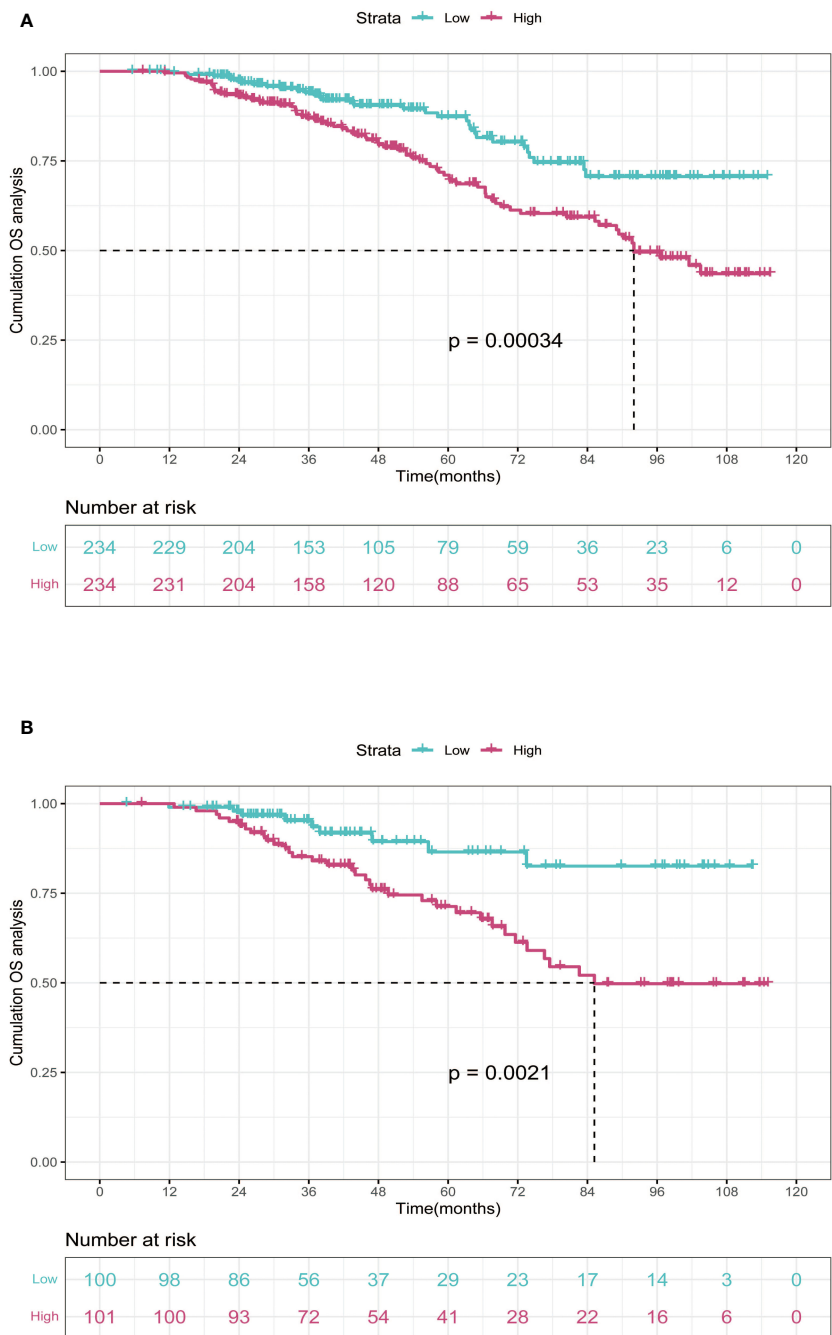 A
Strata Low High
Cumulation OS analysis
1.00
0.75
0.50
0.25
0.00
p = 0.00034
0 12 24 36 48 60 72 84 96 108 120
Time(months)
Number at risk
Low 234 229 204 153 105 79 59 36 23 6 0
High 234 231 204 158 120 88 65 53 35 12 0
B
Strata Low High
Cumulation OS analysis
1.00
0.75
0.50
0.25
0.00
p = 0.0021
0 12 24 36 48 60 72 84 96 108 120
Time(months)
Number at risk
Low 100 98 86 56 37 29 23 17 14 3 0
High 101 100 93 72 54 41 28 22 16 6 0